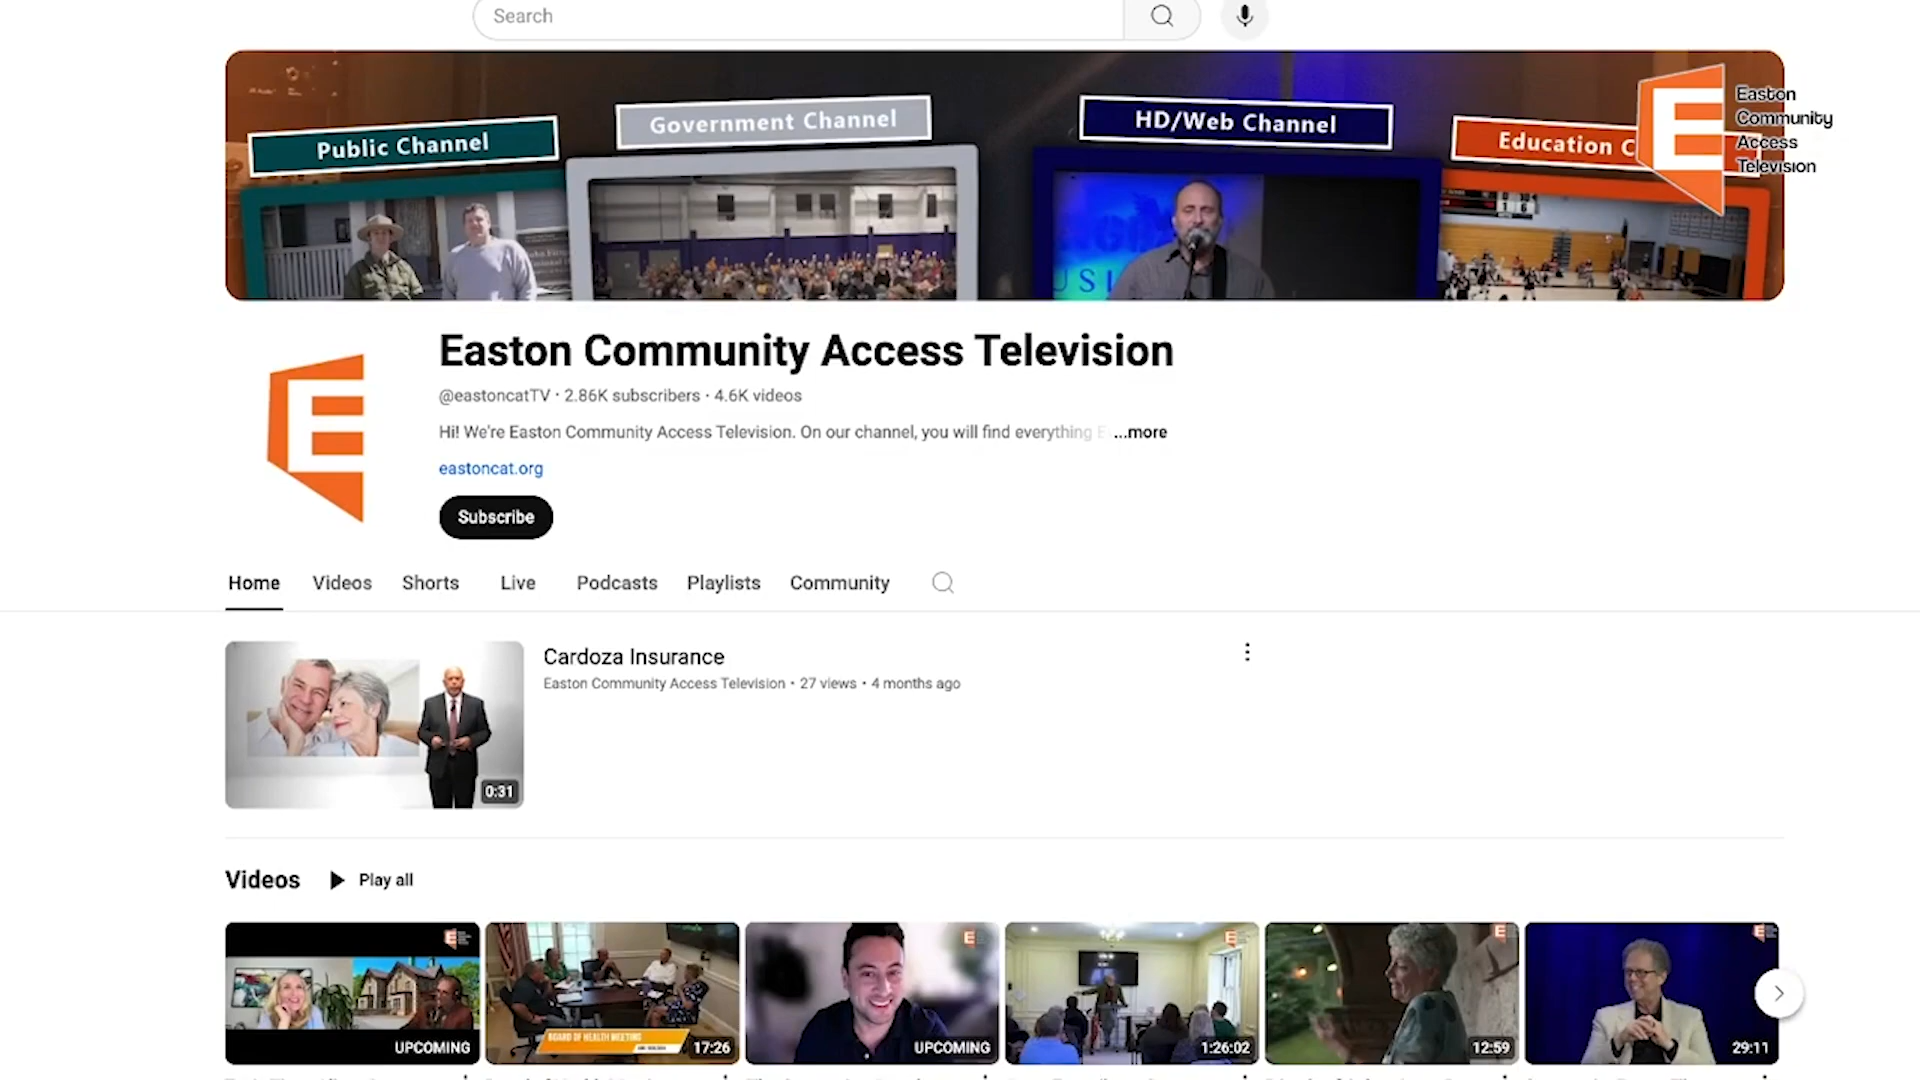 Search
Public Channel
Government Channel
HD/Web Channel
Education C
Easton
Community
Access
Television
Easton Community Access Television
@eastoncatTV • 2.86K subscribers • 4.6K videos
Hi! We're Easton Community Access Television. On our channel, you will find everything ...more
eastoncat.org
Subscribe
Home Videos Shorts Live Podcasts Playlists Community
Cardoza Insurance
Easton Community Access Television • 27 views • 4 months ago
0:31
Videos Play all
UPCOMING
BOARD OF HEALTH MEETING
17:26
UPCOMING
1:26:02
12:59
29:11